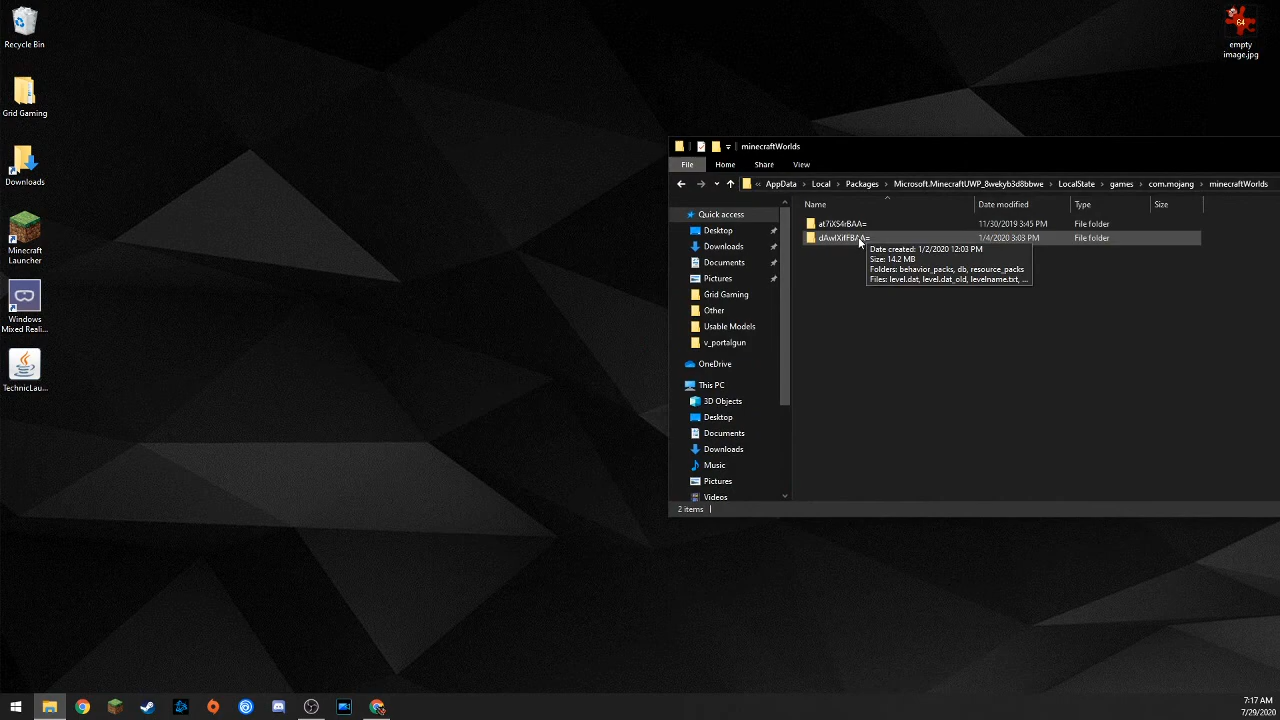 Recycle Bin
Grid Gaming
Downloads
Minecraft
Launcher
Windows
Mixed Reali...
TechnicLau...
64
empty
image.jpg
minecraftWorlds
File Home Share View
« AppData › Local › Packages › Microsoft.MinecraftUWP_8wekyb3d8bbwe › LocalState › games › com.mojang › minecraftWorlds
Name Date modified Type Size
at7iXS4rBAA= 11/30/2019 3:45 PM File folder
dAwIXifFBAA= 1/4/2020 3:03 PM File folder
Date created: 1/2/2020 12:03 PM
Size: 14.2 MB
Folders: behavior_packs, db, resource_packs
Files: level.dat, level.dat_old, levelname.txt, ...
Quick access
Desktop
Downloads
Documents
Pictures
Grid Gaming
Other
Usable Models
v_portalgun
OneDrive
This PC
3D Objects
Desktop
Documents
Downloads
Music
Pictures
Videos
2 items
7:17 AM
7/29/2020